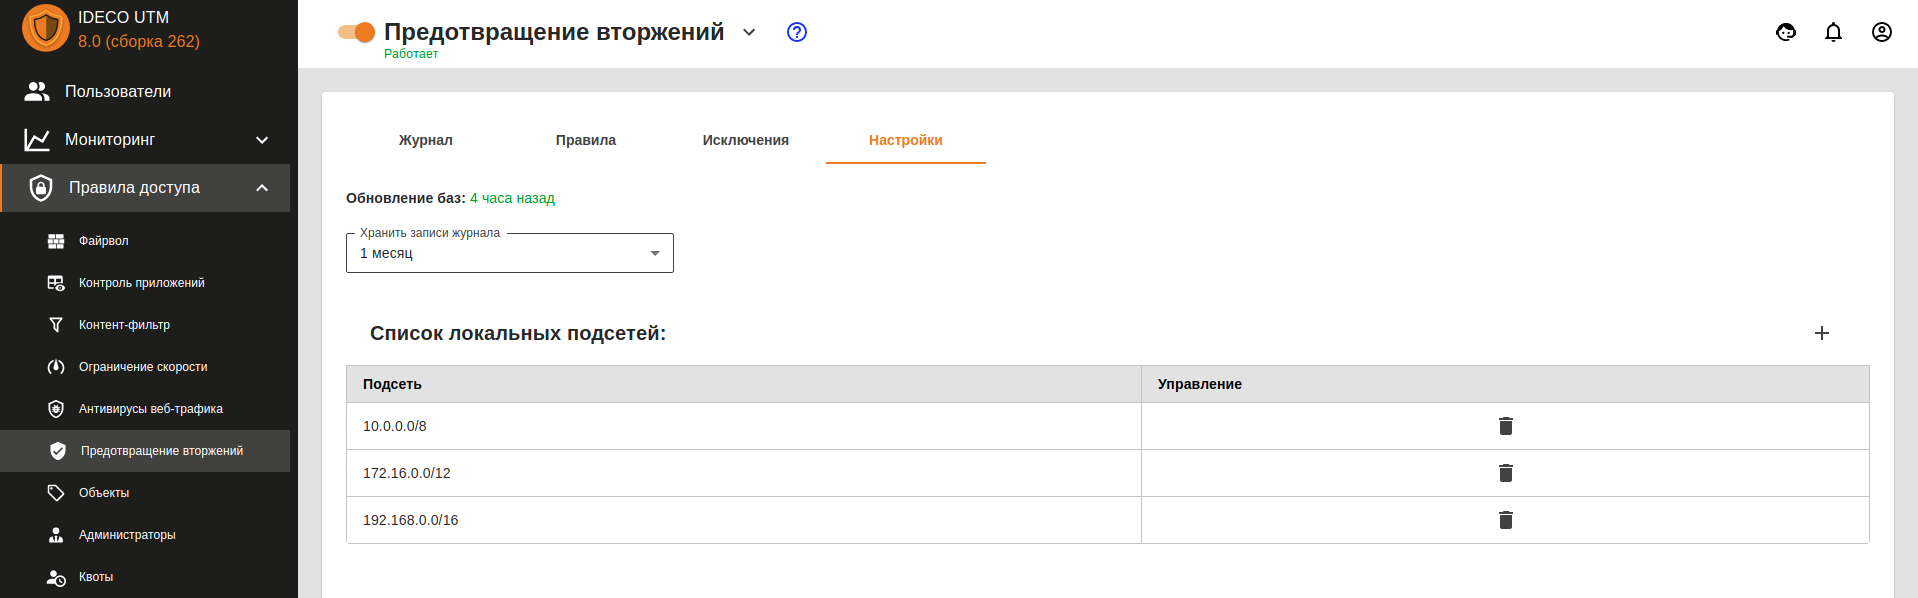 IDECO UTM
8.0 (сборка 262)
Пользователи
Мониторинг
Правила доступа
Файрвол
Контроль приложений
Контент-фильтр
Ограничение скорости
Антивирусы веб-трафика
Предотвращение вторжений
Объекты
Администраторы
Квоты
Предотвращение вторжений
Работает
Журнал Правила Исключения Настройки
Обновление баз: 4 часа назад
Хранить записи журнала
1 месяц
Список локальных подсетей:
Подсеть Управление
10.0.0.0/8
172.16.0.0/12
192.168.0.0/16